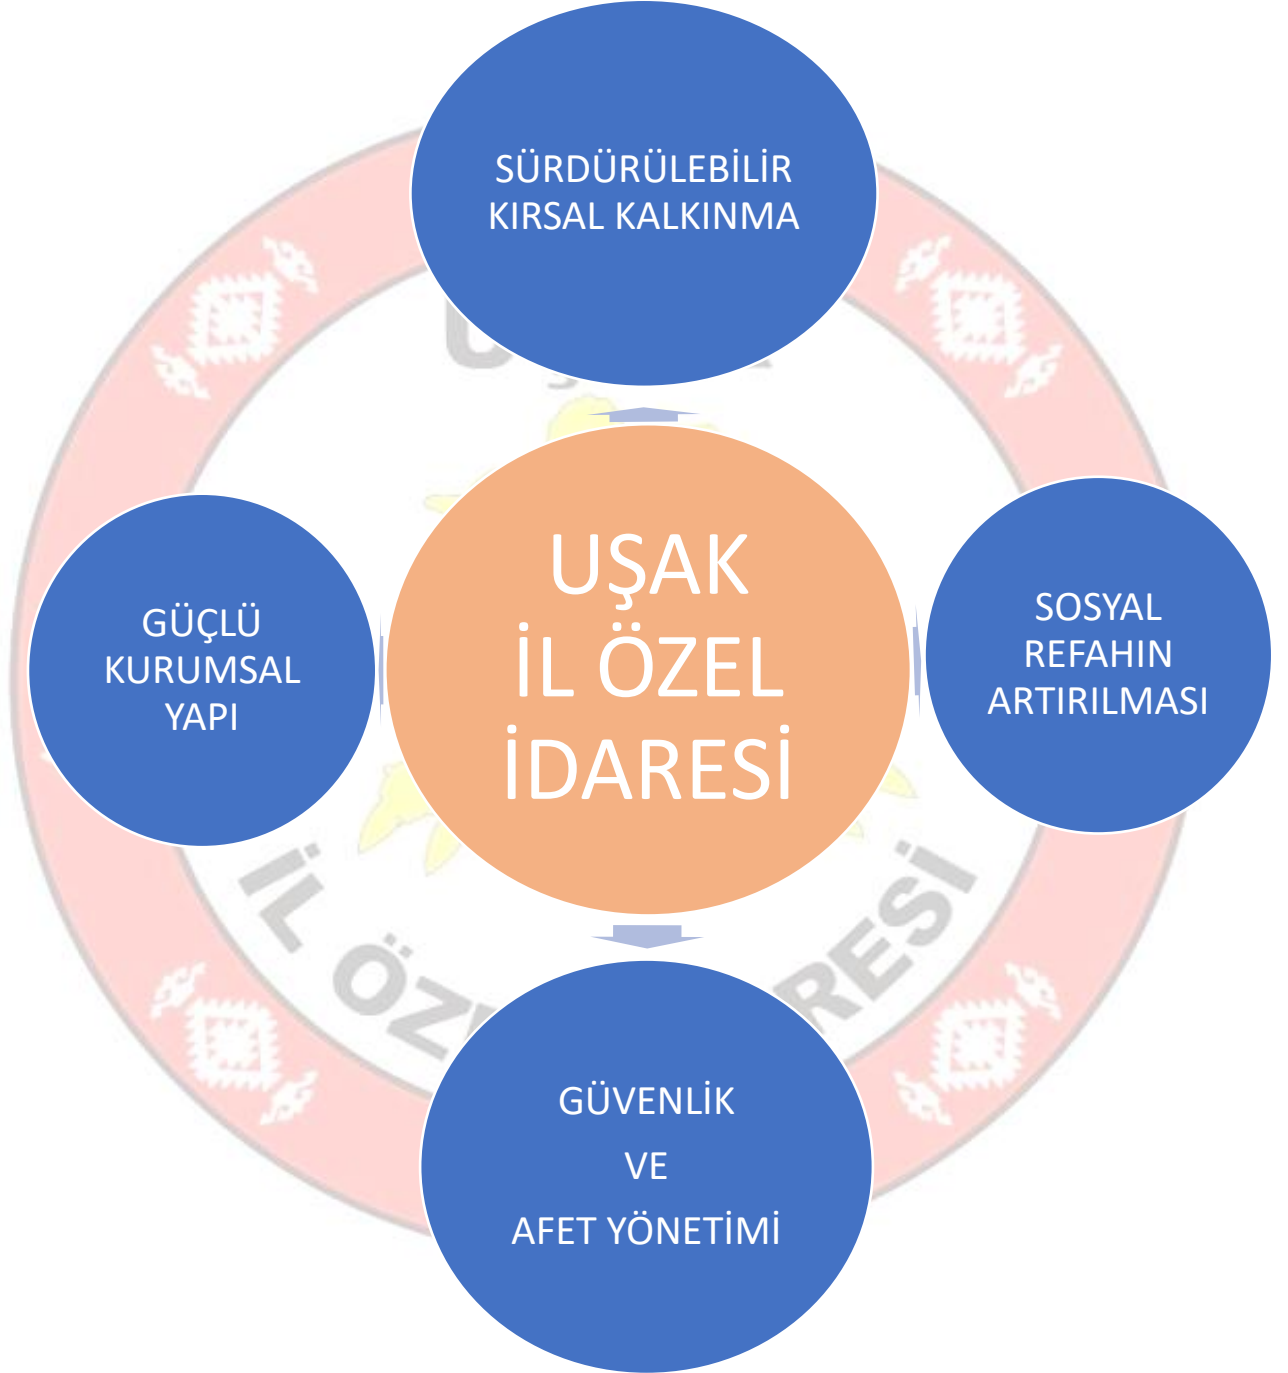 SÜRDÜRÜLEBİLİR
KIRSAL KALKINMA
UŞAK
İL ÖZEL
İDARESİ
GÜÇLÜ
KURUMSAL
YAPI
SOSYAL
REFAHIN
ARTIRILMASI
GÜVENLİK
VE
AFET YÖNETİMİ
İL